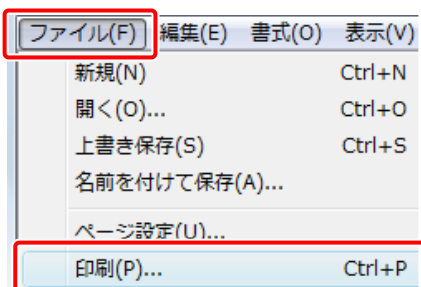 ファイル(F) 編集(E) 書式(O) 表示(V)
新規(N) Ctrl+N
開く(O)... Ctrl+O
上書き保存(S) Ctrl+S
名前を付けて保存(A)...
ページ設定(U)...
印刷(P)... Ctrl+P